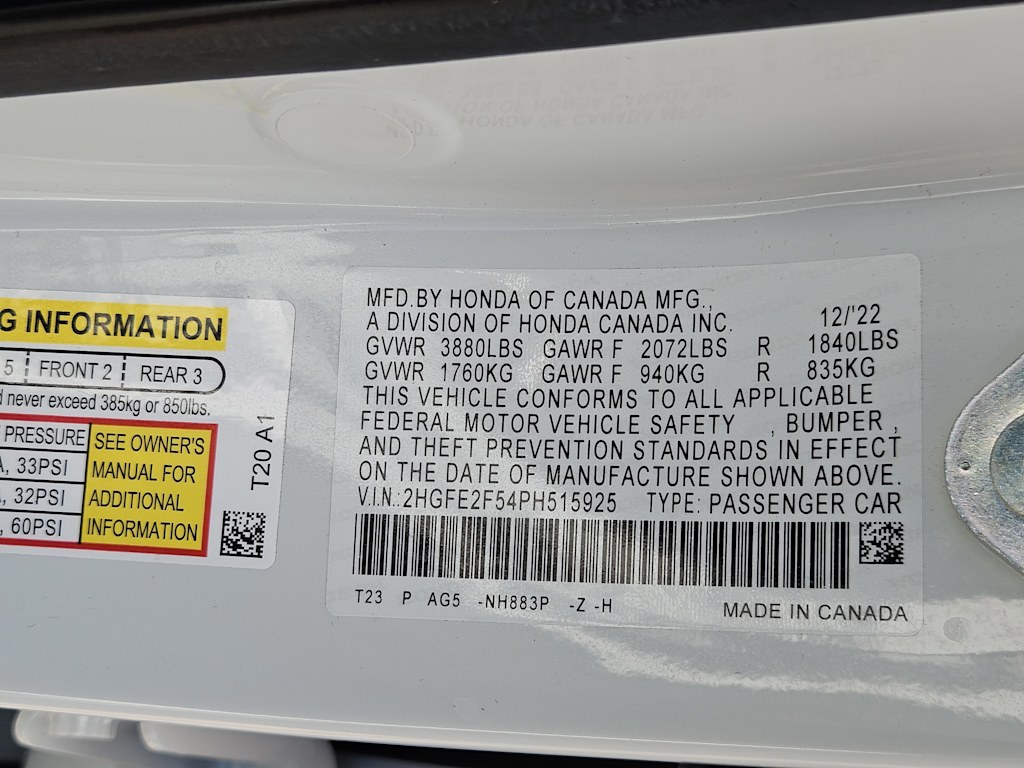 G INFORMATION
5 FRONT 2 REAR 3
never exceed 385kg or 850lbs.
PRESSURE
, 33PSI
, 32PSI
, 60PSI
SEE OWNER'S
MANUAL FOR
ADDITIONAL
INFORMATION
T20 A1
MFD.BY HONDA OF CANADA MFG.,
A DIVISION OF HONDA CANADA INC. 12/'22
GVWR 3880LBS GAWR F 2072LBS R 1840LBS
GVWR 1760KG GAWR F 940KG R 835KG
THIS VEHICLE CONFORMS TO ALL APPLICABLE
FEDERAL MOTOR VEHICLE SAFETY , BUMPER ,
AND THEFT PREVENTION STANDARDS IN EFFECT
ON THE DATE OF MANUFACTURE SHOWN ABOVE.
V.I.N.:2HGFE2F54PH515925 TYPE: PASSENGER CAR
T23 P AG5 -NH883P -Z -H
MADE IN CANADA